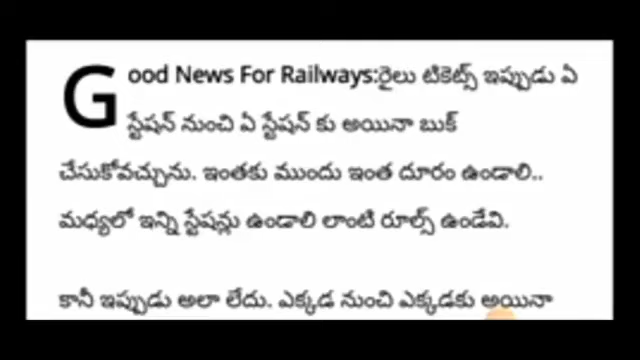 Good News For Railways:రైలు టికెట్స్ ఇప్పుడు ఏ
స్టేషన్ నుంచి ఏ స్టేషన్ కు అయినా బుక్
చేసుకోవచ్చును. ఇంతకు ముందు ఇంత దూరం ఉండాలి..
మధ్యలో ఇన్ని స్టేషన్లు ఉండాలి లాంటి రూల్స్ ఉండేవి.
కానీ ఇప్పుడు అలా లేదు. ఎక్కడ నుంచి ఎక్కడకు అయినా